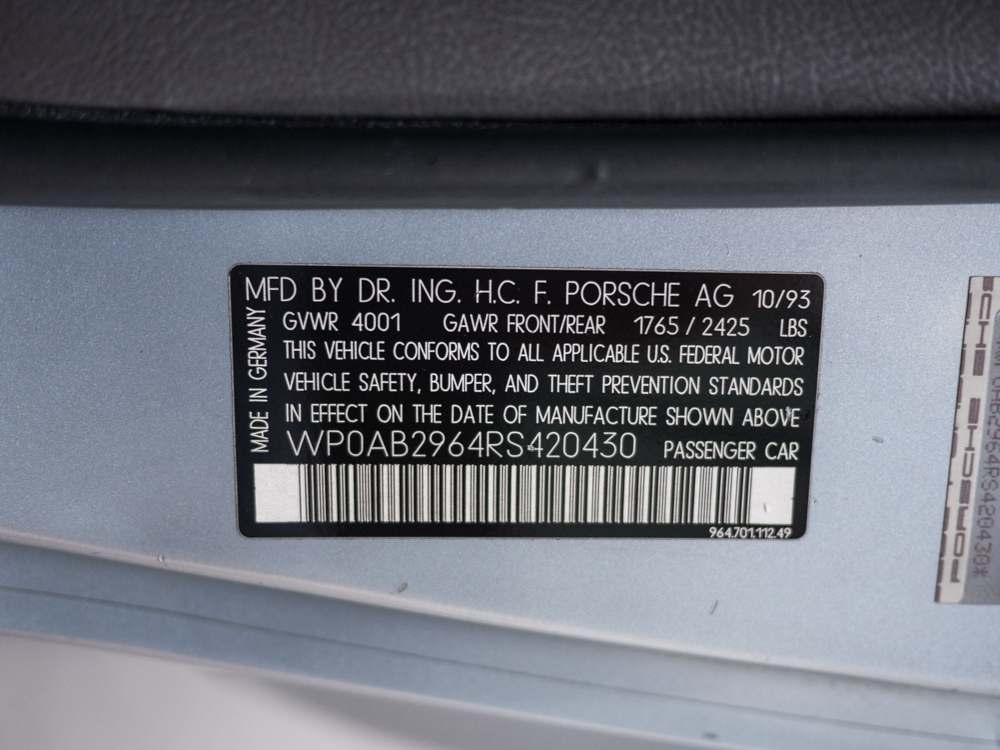 MFD BY DR. ING. H.C. F. PORSCHE AG 10/93
GVWR 4001 GAWR FRONT/REAR 1765 / 2425 LBS
THIS VEHICLE CONFORMS TO ALL APPLICABLE U.S. FEDERAL MOTOR
VEHICLE SAFETY, BUMPER, AND THEFT PREVENTION STANDARDS
IN EFFECT ON THE DATE OF MANUFACTURE SHOWN ABOVE
WP0AB2964RS420430 PASSENGER CAR
964.701.112.49
MADE IN GERMANY
PORSCHE